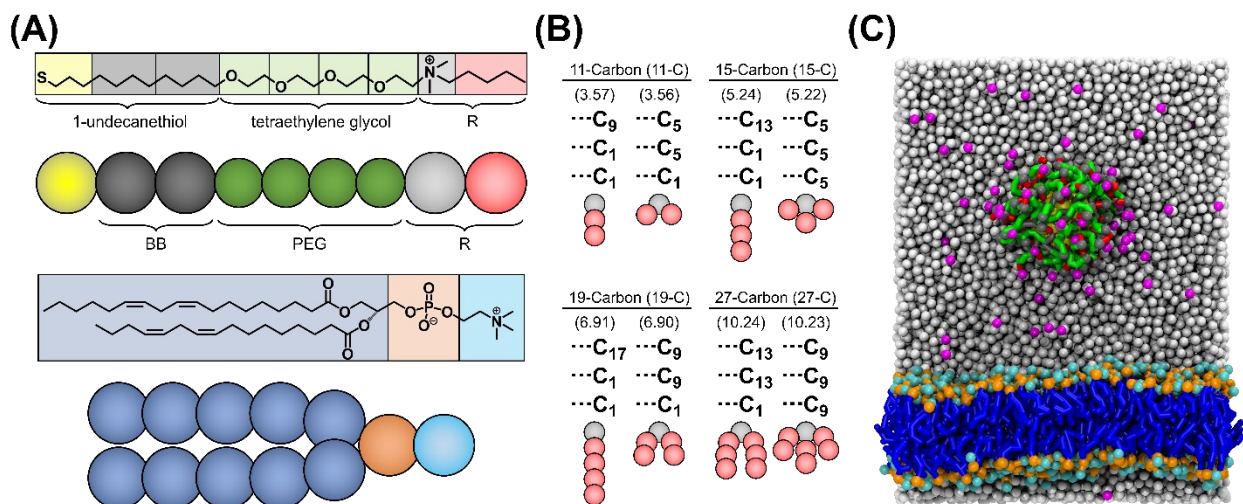 (A)
S O O O O N ⊕
1-undecanethiol tetraethylene glycol R
BB PEG R
O O O O P O O⊖ N ⊕
O
O
(B)
11-Carbon (11-C) 15-Carbon (15-C)
(3.57) (3.56) (5.24) (5.22)
---C9 ---C5 ---C13 ---C5
---C1 ---C5 ---C1 ---C5
---C1 ---C1 ---C1 ---C5
19-Carbon (19-C) 27-Carbon (27-C)
(6.91) (6.90) (10.24) (10.23)
---C17 ---C9 ---C13 ---C9
---C1 ---C9 ---C13 ---C9
---C1 ---C1 ---C1 ---C9
(C)